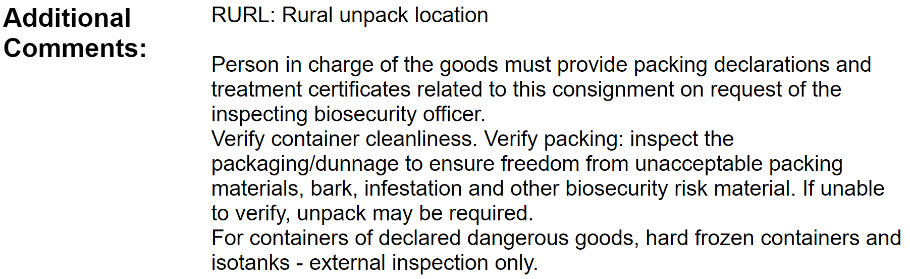 Additional
Comments:
RURL: Rural unpack location
Person in charge of the goods must provide packing declarations and
treatment certificates related to this consignment on request of the
inspecting biosecurity officer.
Verify container cleanliness. Verify packing: inspect the
packaging/dunnage to ensure freedom from unacceptable packing
materials, bark, infestation and other biosecurity risk material. If unable
to verify, unpack may be required.
For containers of declared dangerous goods, hard frozen containers and
isotanks - external inspection only.